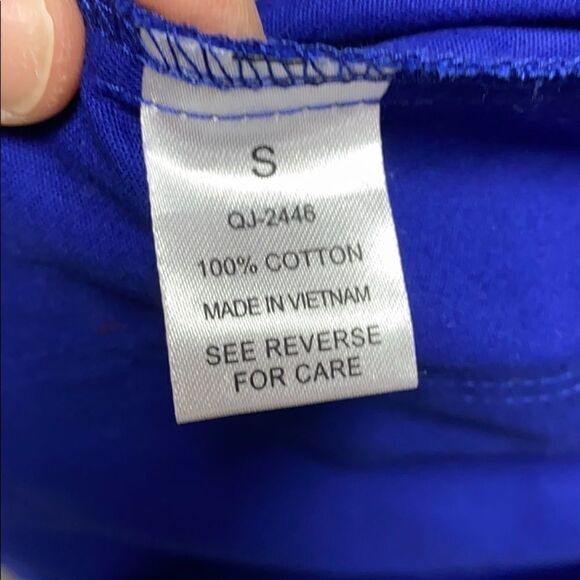 S
QJ-2446
100% COTTON
MADE IN VIETNAM
SEE REVERSE
FOR CARE